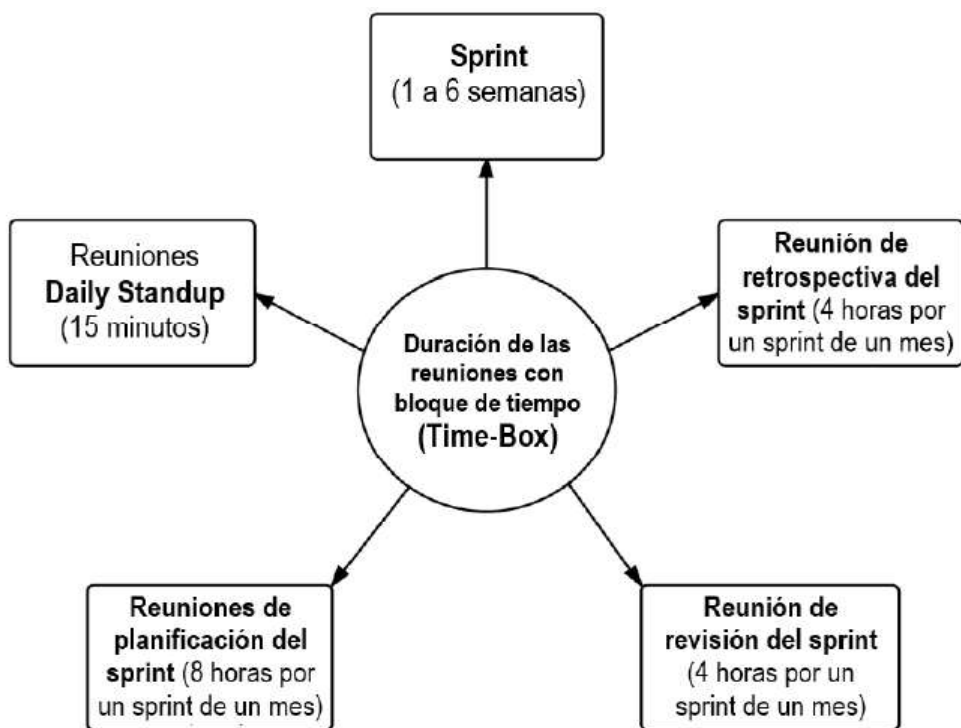 Sprint
(1 a 6 semanas)
Reuniones
Daily Standup
(15 minutos)
Reunión de
retrospectiva del
sprint (4 horas por
un sprint de un mes)
Duración de las
reuniones con
bloque de tiempo
(Time-Box)
Reuniones de
planificación del
sprint (8 horas por
un sprint de un mes)
Reunión de
revisión del sprint
(4 horas por un
sprint de un mes)